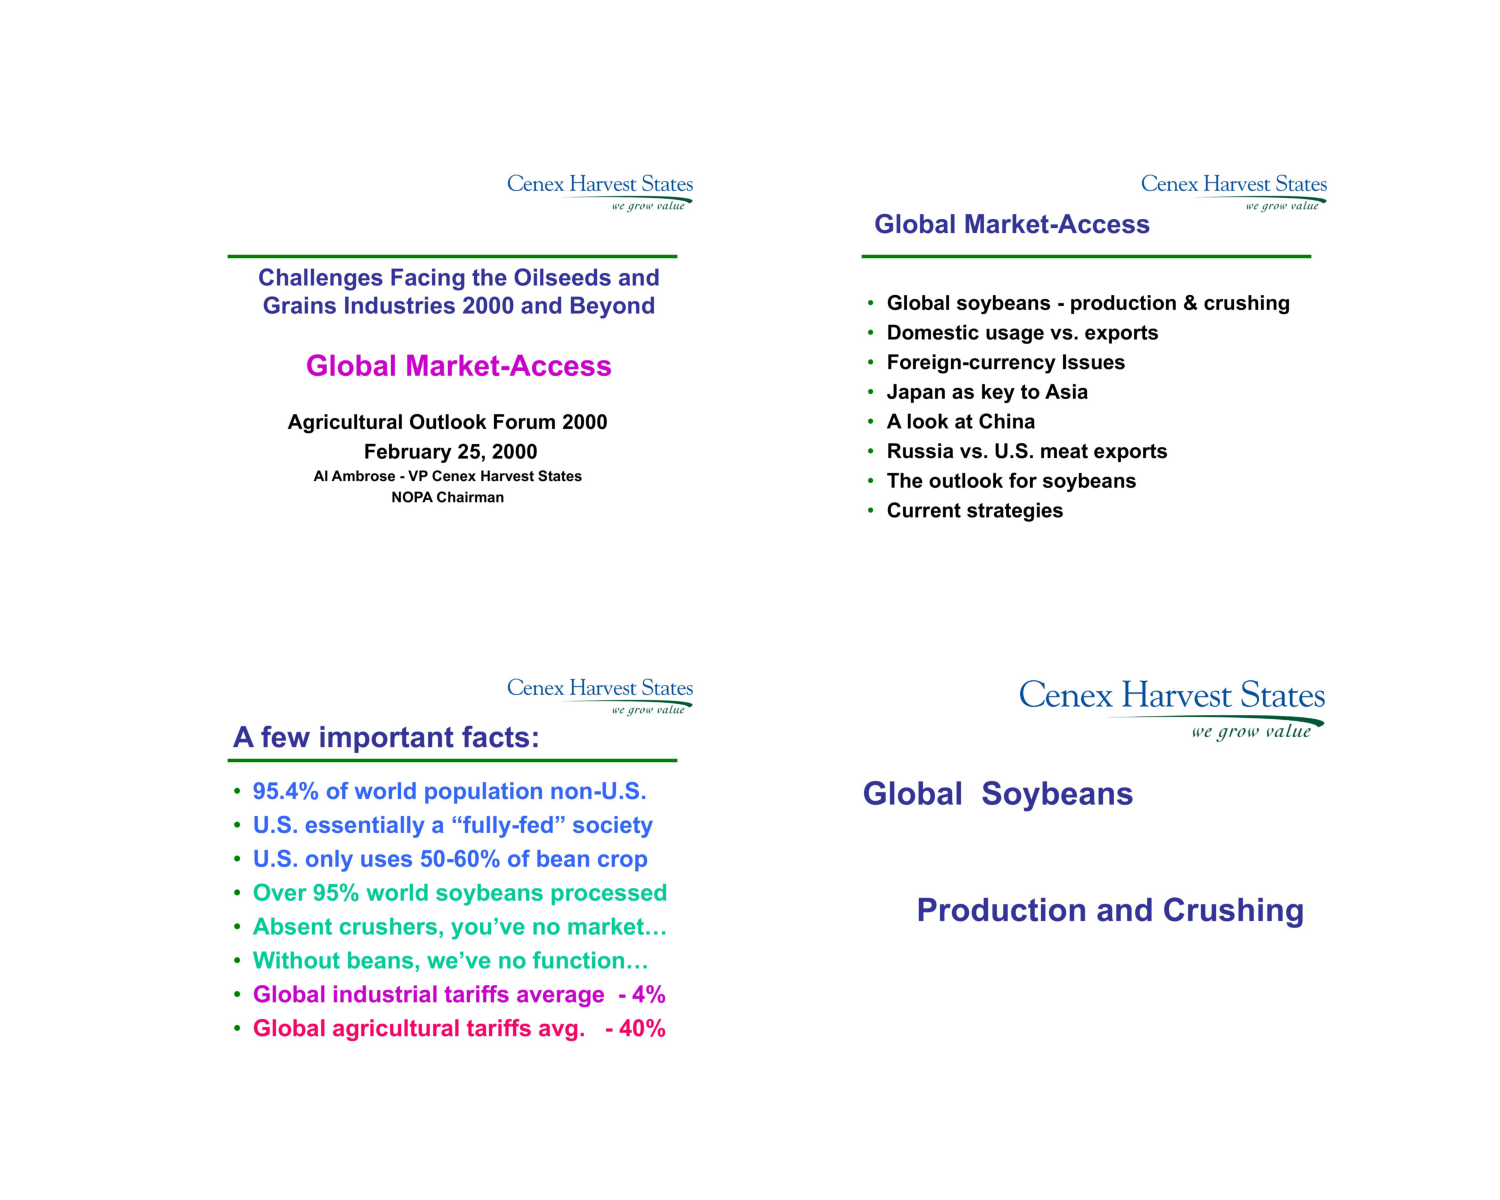 Cenex Harvest States
we grow value
Challenges Facing the Oilseeds and
Grains Industries 2000 and Beyond
Global Market-Access
Agricultural Outlook Forum 2000
February 25, 2000
Al Ambrose - VP Cenex Harvest States
NOPA Chairman
Cenex Harvest States
we grow value
Global Market-Access
• Global soybeans - production & crushing
• Domestic usage vs. exports
• Foreign-currency Issues
• Japan as key to Asia
• A look at China
• Russia vs. U.S. meat exports
• The outlook for soybeans
• Current strategies
Cenex Harvest States
we grow value
A few important facts:
• 95.4% of world population non-U.S.
• U.S. essentially a “fully-fed” society
• U.S. only uses 50-60% of bean crop
• Over 95% world soybeans processed
• Absent crushers, you’ve no market…
• Without beans, we’ve no function…
• Global industrial tariffs average - 4%
• Global agricultural tariffs avg. - 40%
Cenex Harvest States
we grow value
Global Soybeans
Production and Crushing